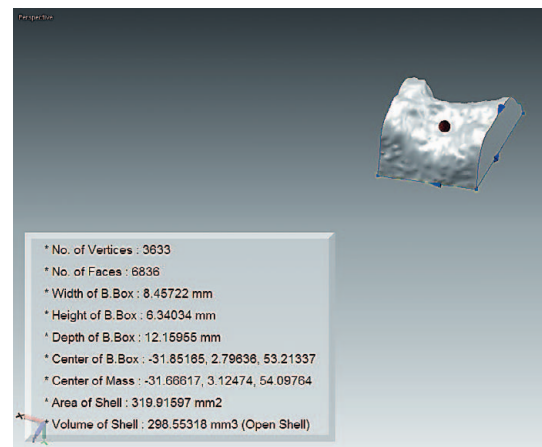 Perspective
* No. of Vertices : 3633
* No. of Faces : 6836
* Width of B.Box : 8.45722 mm
* Height of B.Box : 6.34034 mm
* Depth of B.Box : 12.15955 mm
* Center of B.Box : -31.85165, 2.79636, 53.21337
* Center of Mass : -31.66617, 3.12474, 54.09764
* Area of Shell : 319.91597 mm2
* Volume of Shell : 298.55318 mm3 (Open Shell)